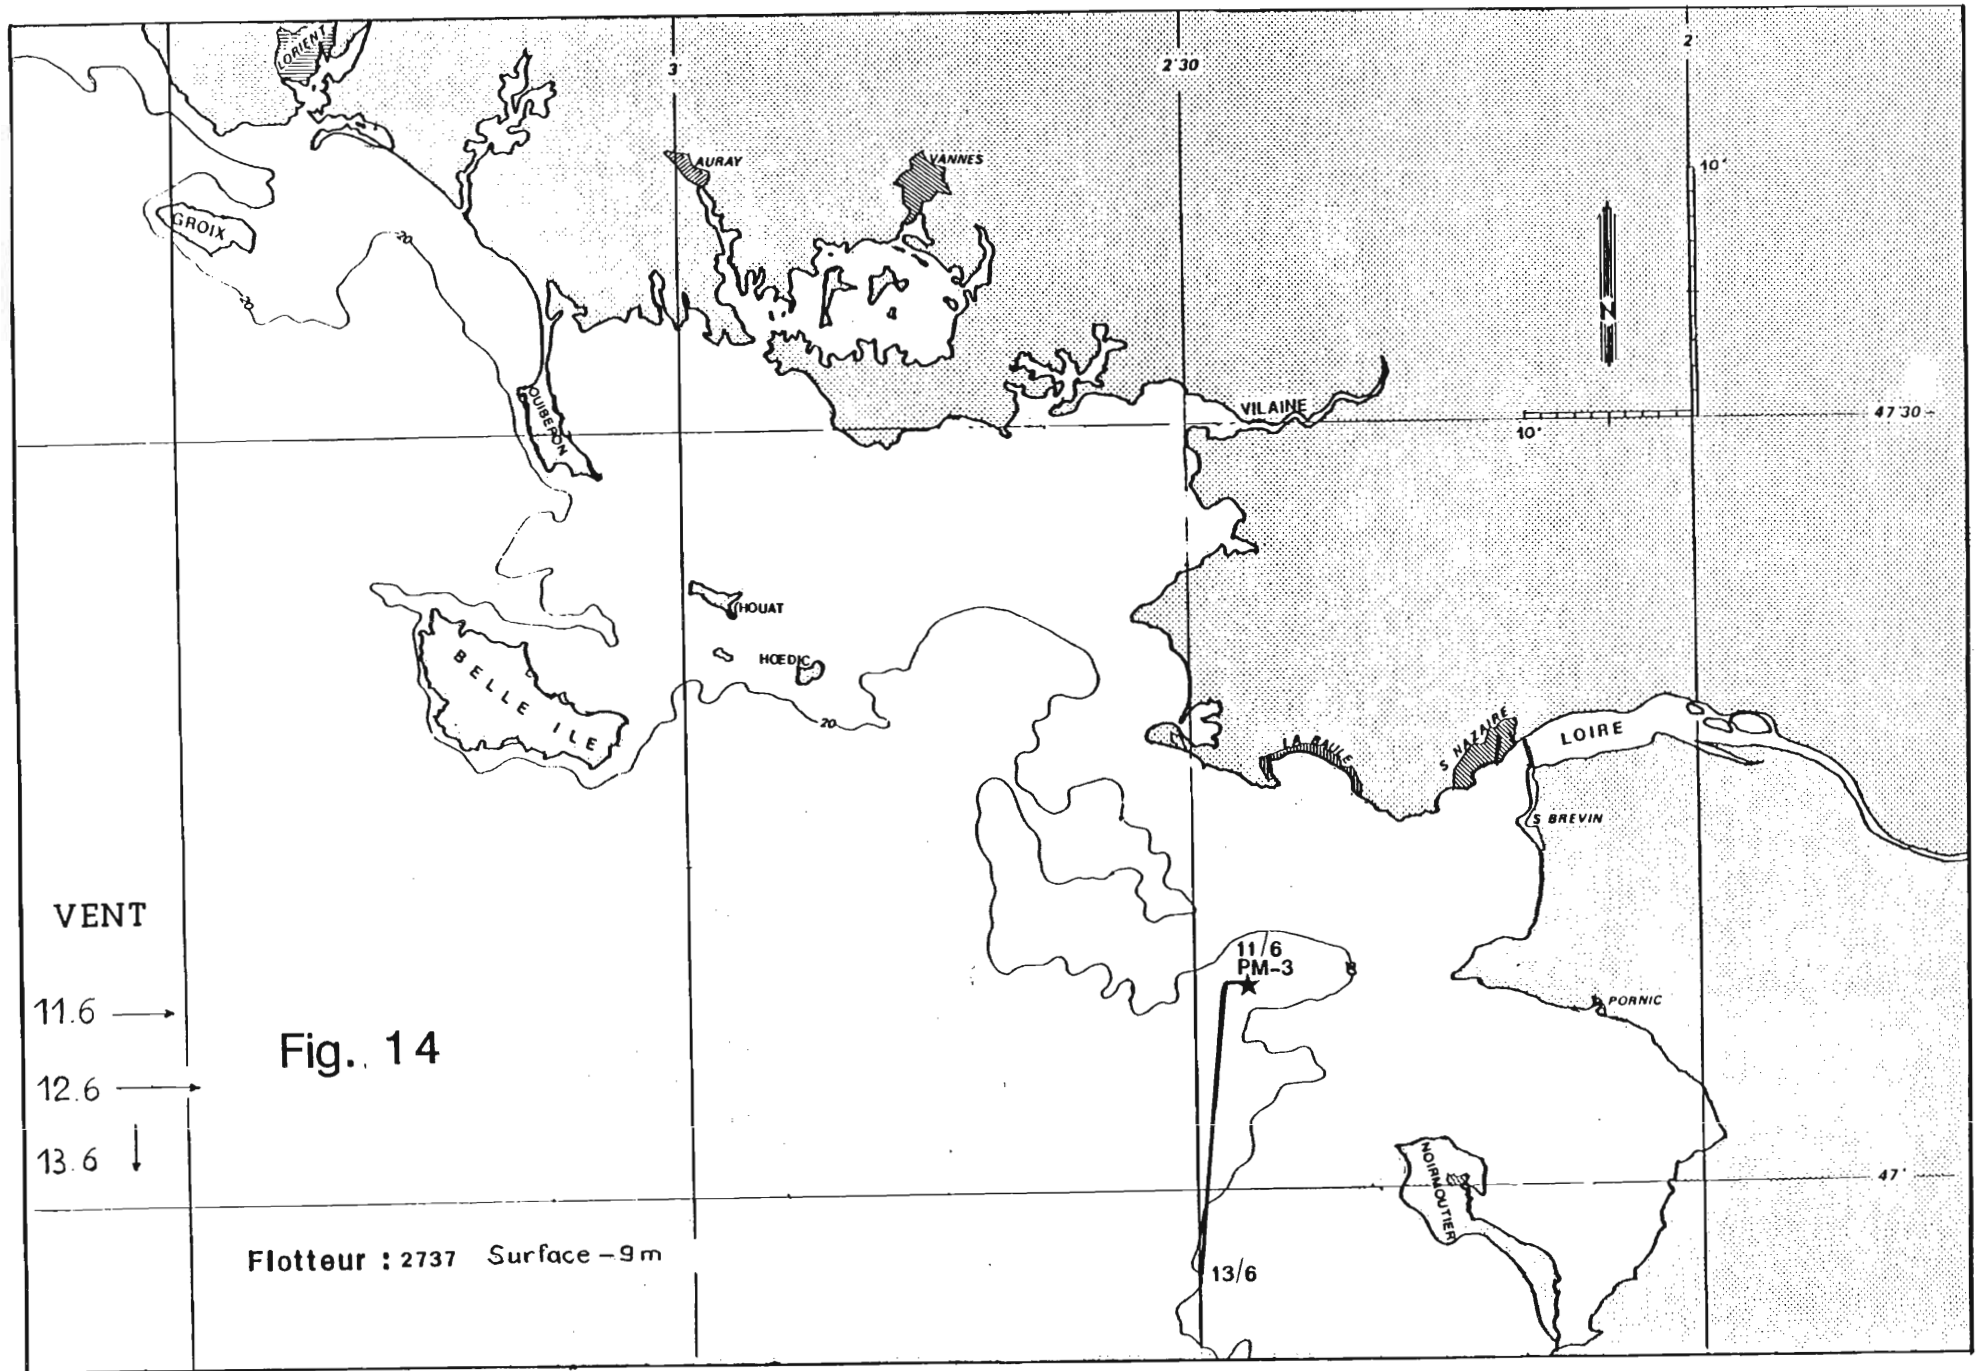 LORIENT
3°
2°30
2°
AURAY
VANNES
10'
GROIX
20
20
N
QUIBERON
VILAINE
10'
47°30
HOUAT
HŒDIC
BELLE ILE
20
LA BAULE
S NAZAIRE
LOIRE
S BREVIN
VENT
11/6
PM-3
PORNIC
11.6
Fig. 14
12.6
13.6
NOIRMOUTIER
47°
Flotteur : 2737 Surface - 9m
13/6